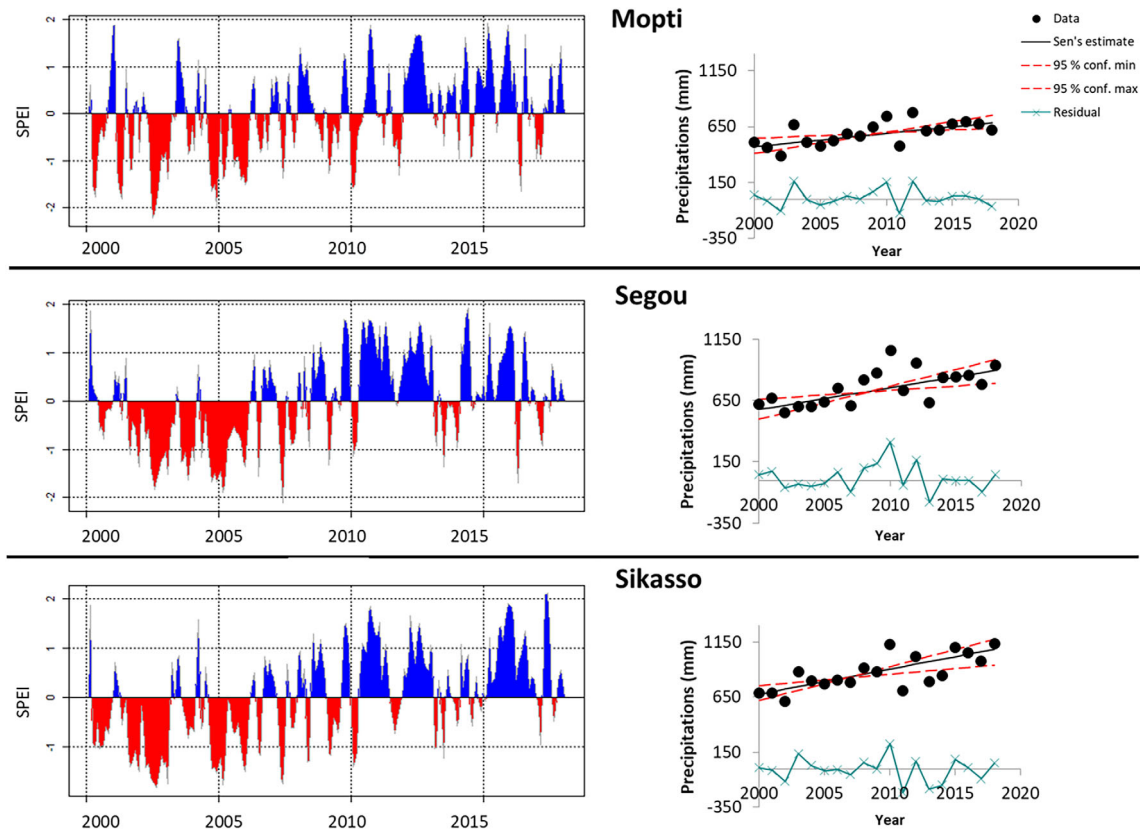 Mopti
2
1
0
-1
-2
SPEI
2000 2005 2010 2015
Data
Sen's estimate
95 % conf. min
95 % conf. max
Residual
1150
650
150
-350
Precipitations (mm)
2000 2005 2010 2015 2020
Year
Segou
2
1
0
-1
-2
SPEI
2000 2005 2010 2015
1150
650
150
-350
Precipitations (mm)
2000 2005 2010 2015 2020
Year
Sikasso
2
1
0
-1
SPEI
2000 2005 2010 2015
1150
650
150
-350
Precipitations (mm)
2000 2005 2010 2015 2020
Year